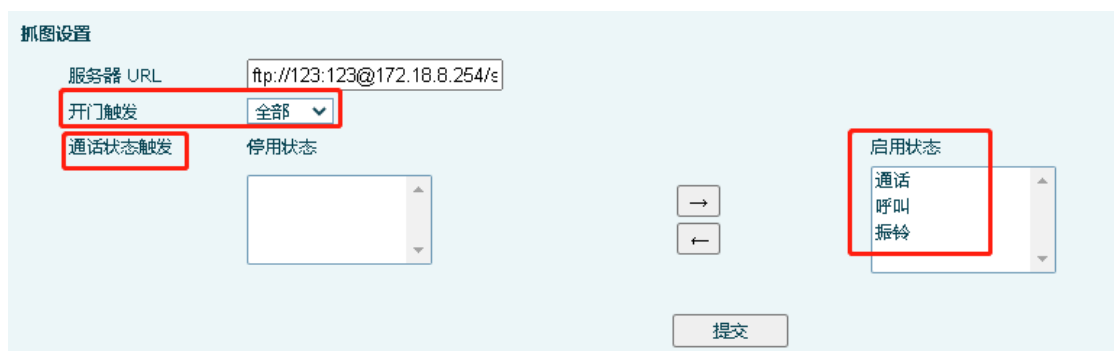 抓图设置
服务器 URL ftp://123:123@172.18.8.254/s
开门触发 全部
通话状态触发 停用状态 启用状态
通话
→ 呼叫
← 振铃
提交